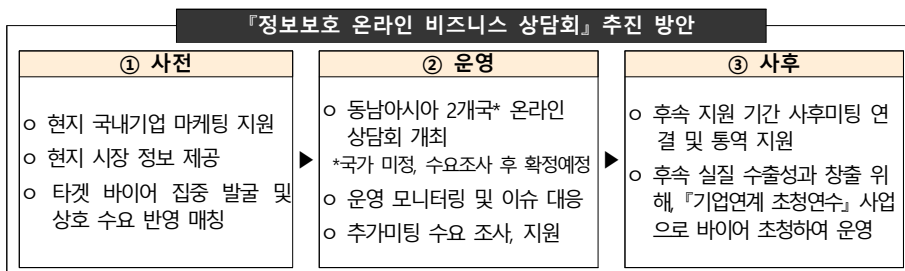 『정보보호 온라인 비즈니스 상담회』 추진 방안
① 사전
ㅇ 현지 국내기업 마케팅 지원
ㅇ 현지 시장 정보 제공
ㅇ 타겟 바이어 집중 발굴 및
상호 수요 반영 매칭
▶
② 운영
ㅇ 동남아시아 2개국* 온라인
상담회 개최
*국가 미정, 수요조사 후 확정예정
ㅇ 운영 모니터링 및 이슈 대응
ㅇ 추가미팅 수요 조사, 지원
▶
③ 사후
ㅇ 후속 지원 기간 사후미팅 연
결 및 통역 지원
ㅇ 후속 실질 수출성과 창출 위
해, 『기업연계 초청연수』 사업
으로 바이어 초청하여 운영